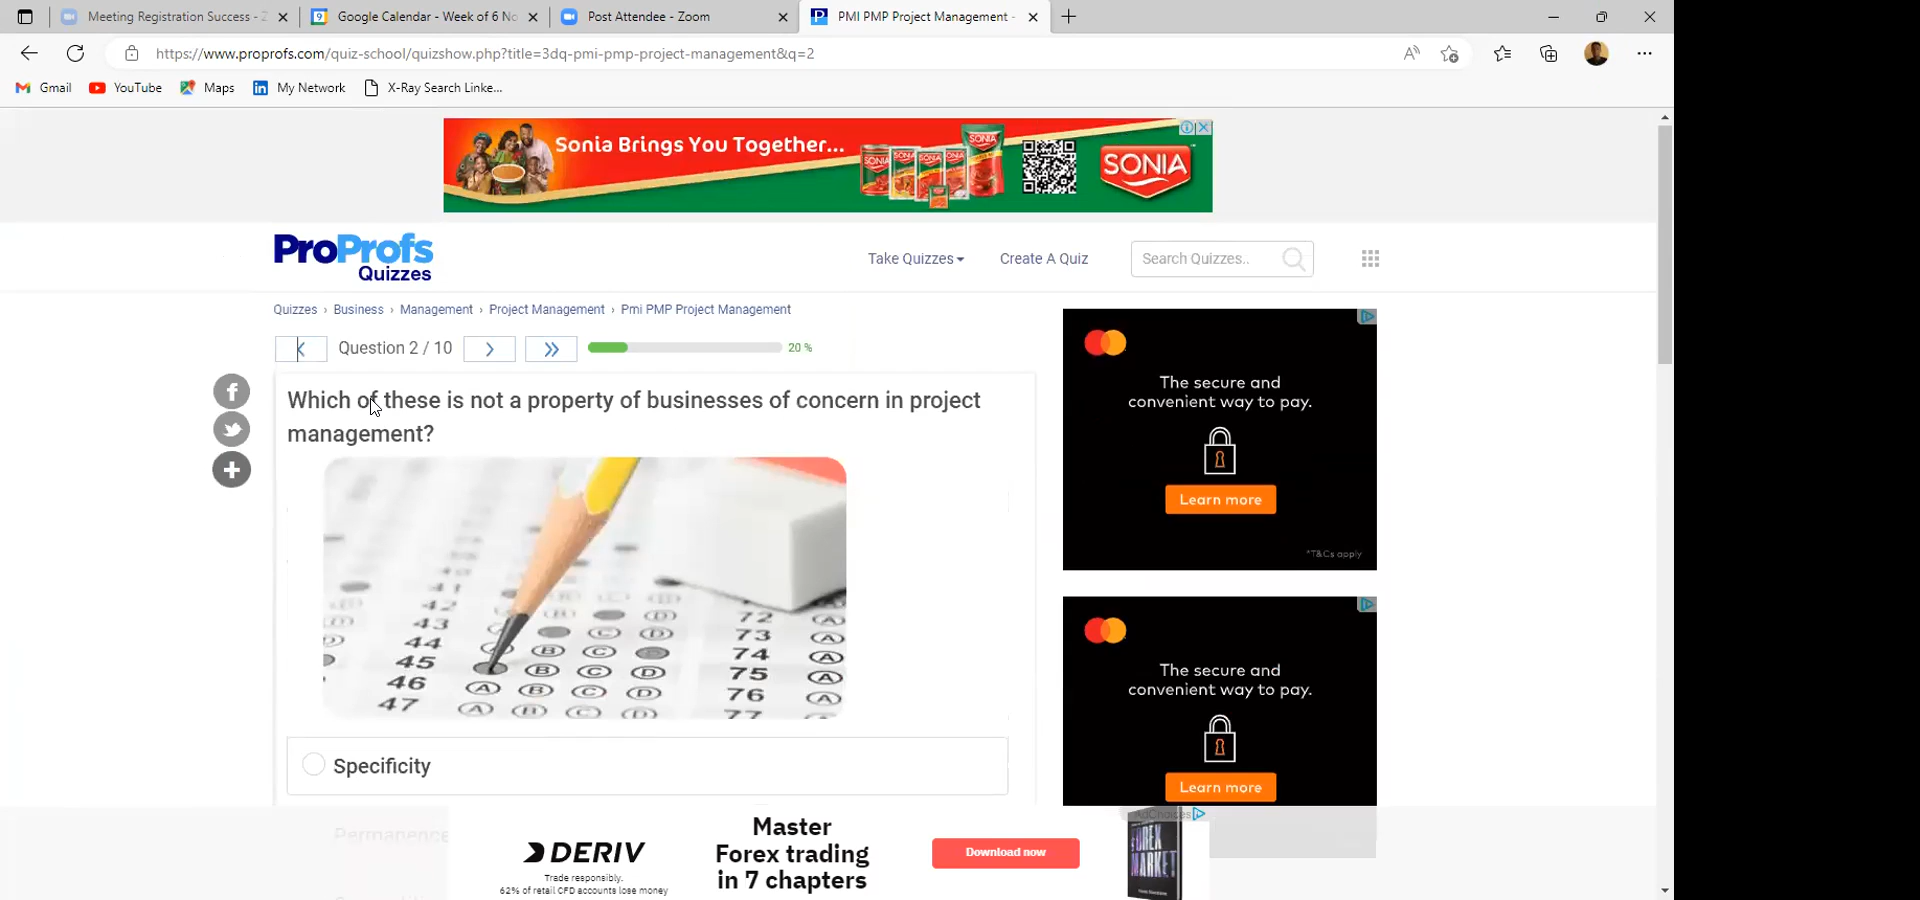 Meeting Registration Success - Z
Google Calendar - Week of 6 No
Post Attendee - Zoom
PMI PMP Project Management -
https://www.proprofs.com/quiz-school/quizshow.php?title=3dq-pmi-pmp-project-management&q=2
Gmail
YouTube
Maps
My Network
X-Ray Search Linke...
Sonia Brings You Together...
SONIA
ProProfs
Quizzes
Take Quizzes
Create A Quiz
Search Quizzes..
Quizzes › Business › Management › Project Management › Pmi PMP Project Management
Question 2 / 10
20 %
Which of these is not a property of businesses of concern in project
management?
41
42
43
44
45
46
47
72
73
74
75
76
77
Specificity
Permanence
The secure and
convenient way to pay.
Learn more
*T&Cs apply
The secure and
convenient way to pay.
Learn more
AdChoices
DERIV
Trade responsibly.
62% of retail CFD accounts lose money
Master
Forex trading
in 7 chapters
Download now
FOREX
MARKET